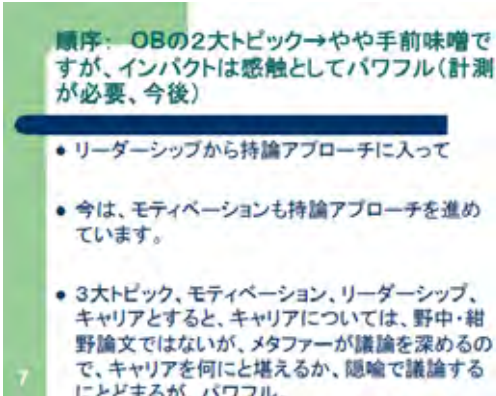 順序： OBの2大トピック→やや手前味噌で
すが、インパクトは感触としてパワフル(計測
が必要、今後)
• リーダーシップから持論アプローチに入って
• 今は、モティベーションも持論アプローチを進め
ています。
• 3大トピック、モティベーション、リーダーシップ、
キャリアとすると、キャリアについては、野中・紺
野論文ではないが、メタファーが議論を深めるの
で、キャリアを何にと堪えるか、隠喩で議論する
にとどまるが、パワフル
7